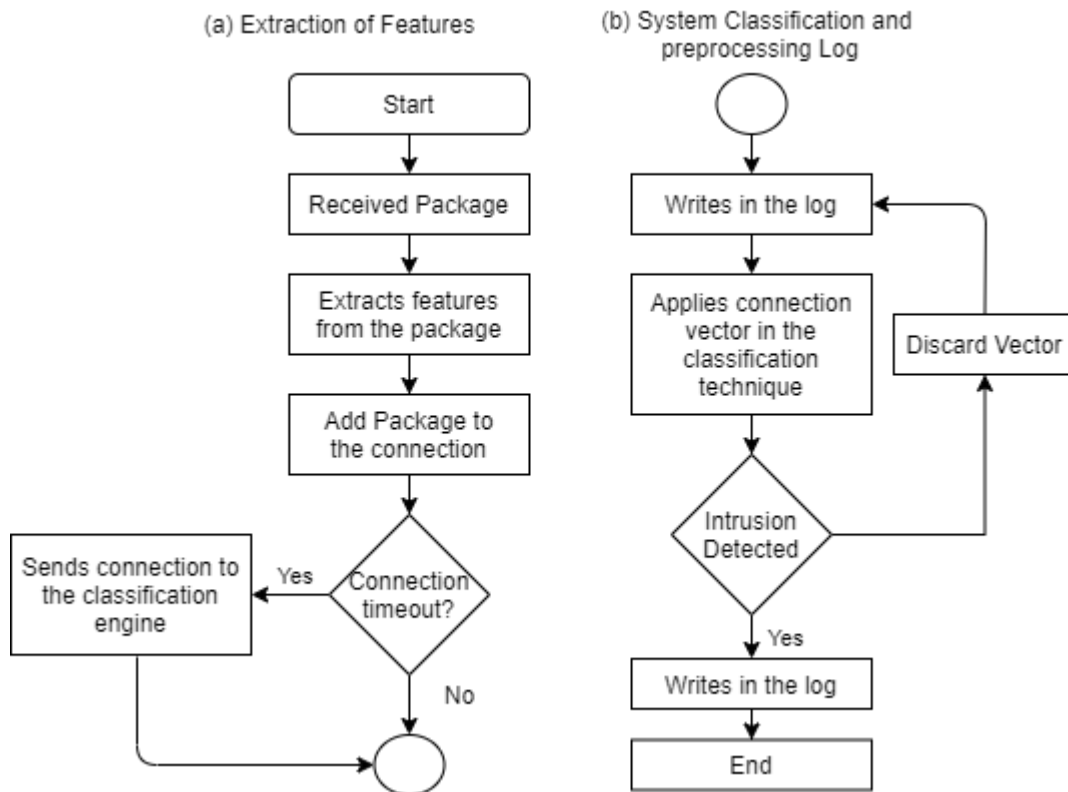 (a) Extraction of Features
Start
Received Package
Extracts features
from the package
Add Package to
the connection
Connection
timeout?
Yes
Sends connection to
the classification
engine
No
(b) System Classification and
preprocessing Log
Writes in the log
Applies connection
vector in the
classification
technique
Discard Vector
Intrusion
Detected
Yes
Writes in the log
End